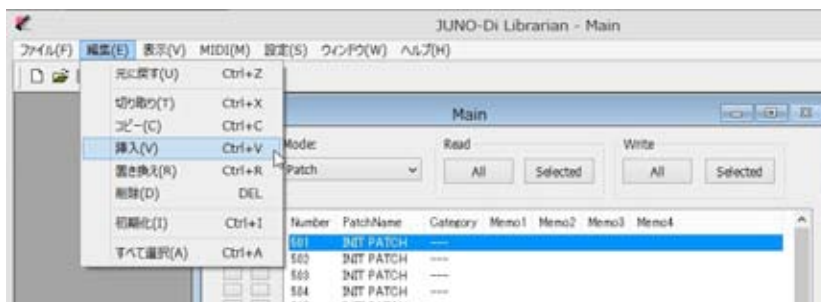 JUNO-Di Librarian - Main
ファイル(F) 編集(E) 表示(V) MIDI(M) 設定(S) ウィンドウ(W) ヘルプ(H)
元に戻す(U) Ctrl+Z
切り取り(T) Ctrl+X
コピー(C) Ctrl+C
挿入(V) Ctrl+V
置き換え(R) Ctrl+R
削除(D) DEL
初期化(I) Ctrl+I
すべて選択(A) Ctrl+A
Main
Mode: Read Write
Patch All Selected All Selected
Number PatchName Category Memo1 Memo2 Memo3 Memo4
501 INIT PATCH ----
502 INIT PATCH ----
503 INIT PATCH ----
504 INIT PATCH ----